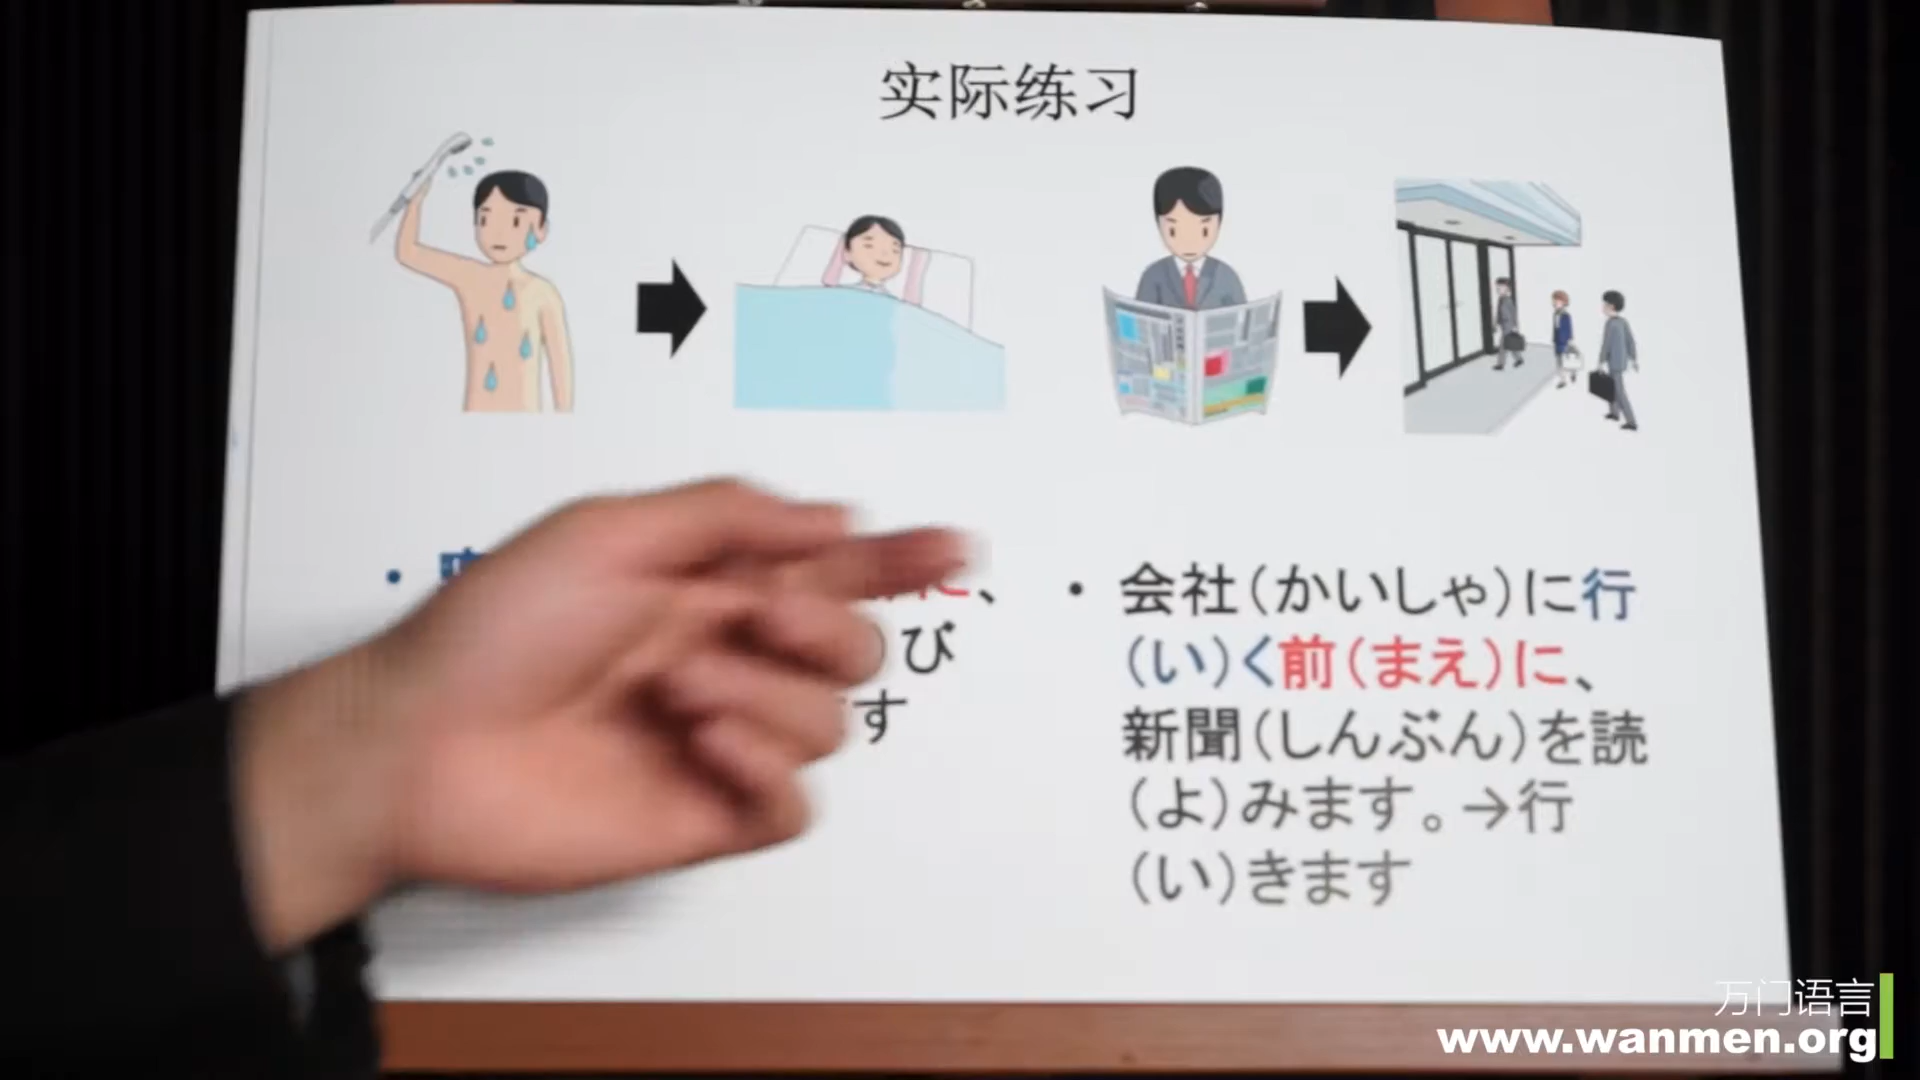 实际练习
に、
び
す
会社(かいしゃ)に行
(い)く前(まえ)に、
新聞(しんぶん)を読
(よ)みます。→行
(い)きます
万门语言
www.wanmen.org